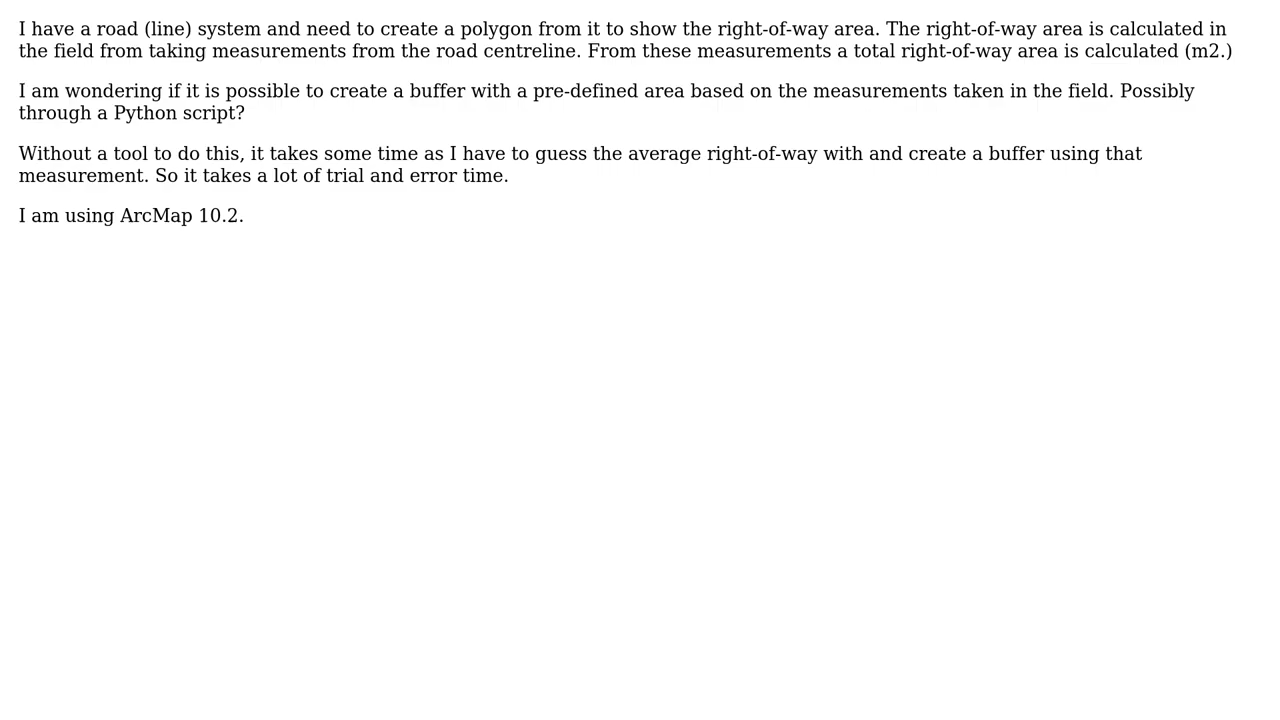 I have a road (line) system and need to create a polygon from it to show the right-of-way area. The right-of-way area is calculated in
the field from taking measurements from the road centreline. From these measurements a total right-of-way area is calculated (m2.)
I am wondering if it is possible to create a buffer with a pre-defined area based on the measurements taken in the field. Possibly
through a Python script?
Without a tool to do this, it takes some time as I have to guess the average right-of-way with and create a buffer using that
measurement. So it takes a lot of trial and error time.
I am using ArcMap 10.2.